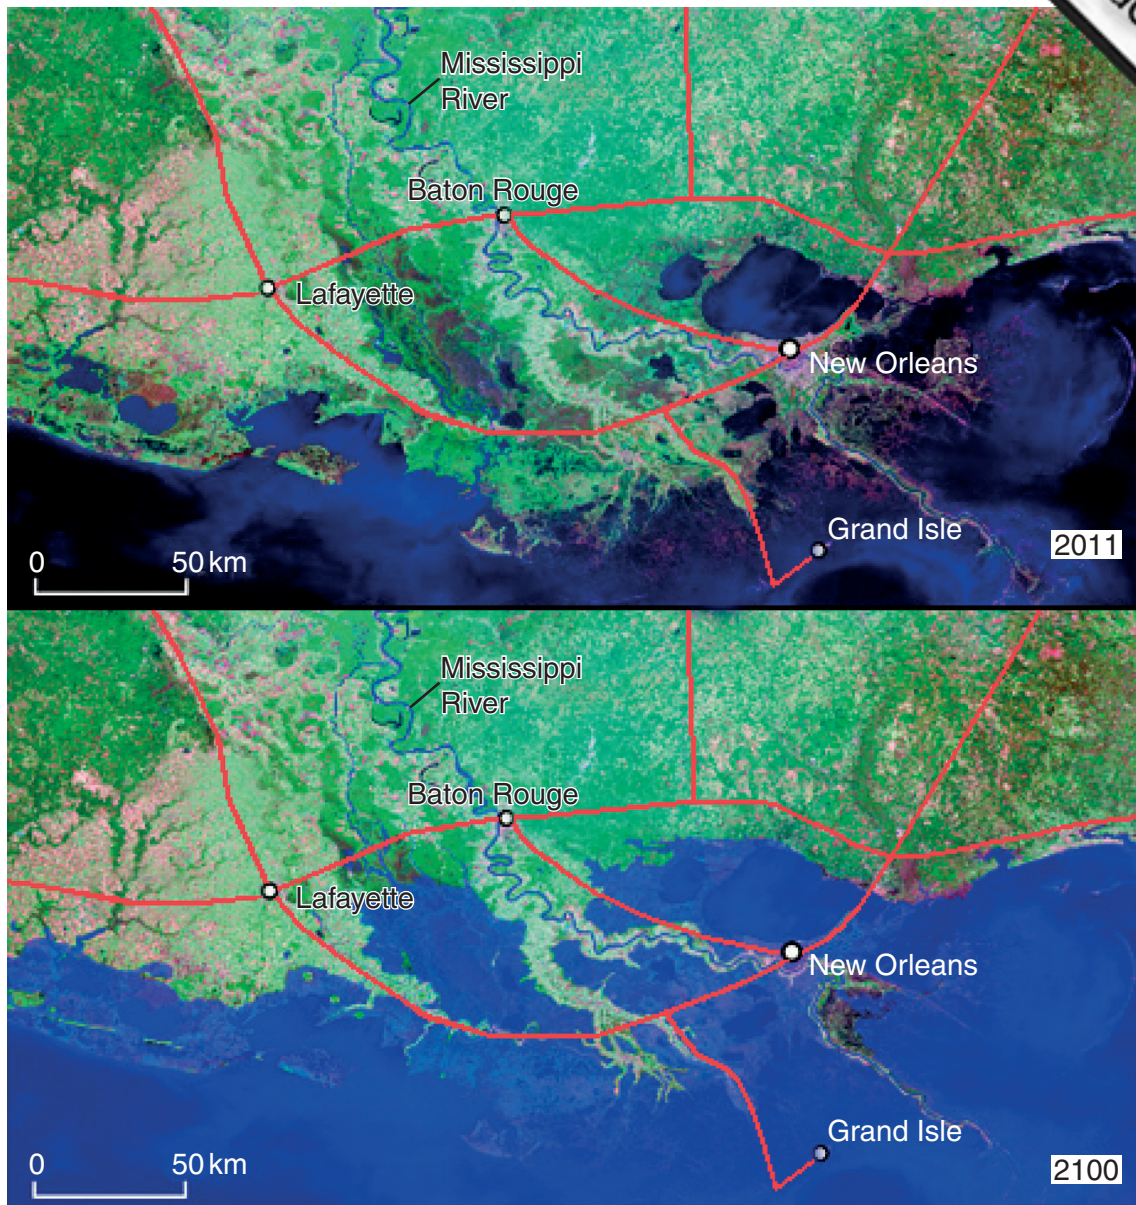 Mississippi
River
Baton Rouge
Lafayette
New Orleans
Grand Isle
0
50 km
2011
Mississippi
River
Baton Rouge
Lafayette
New Orleans
Grand Isle
0
50 km
2100